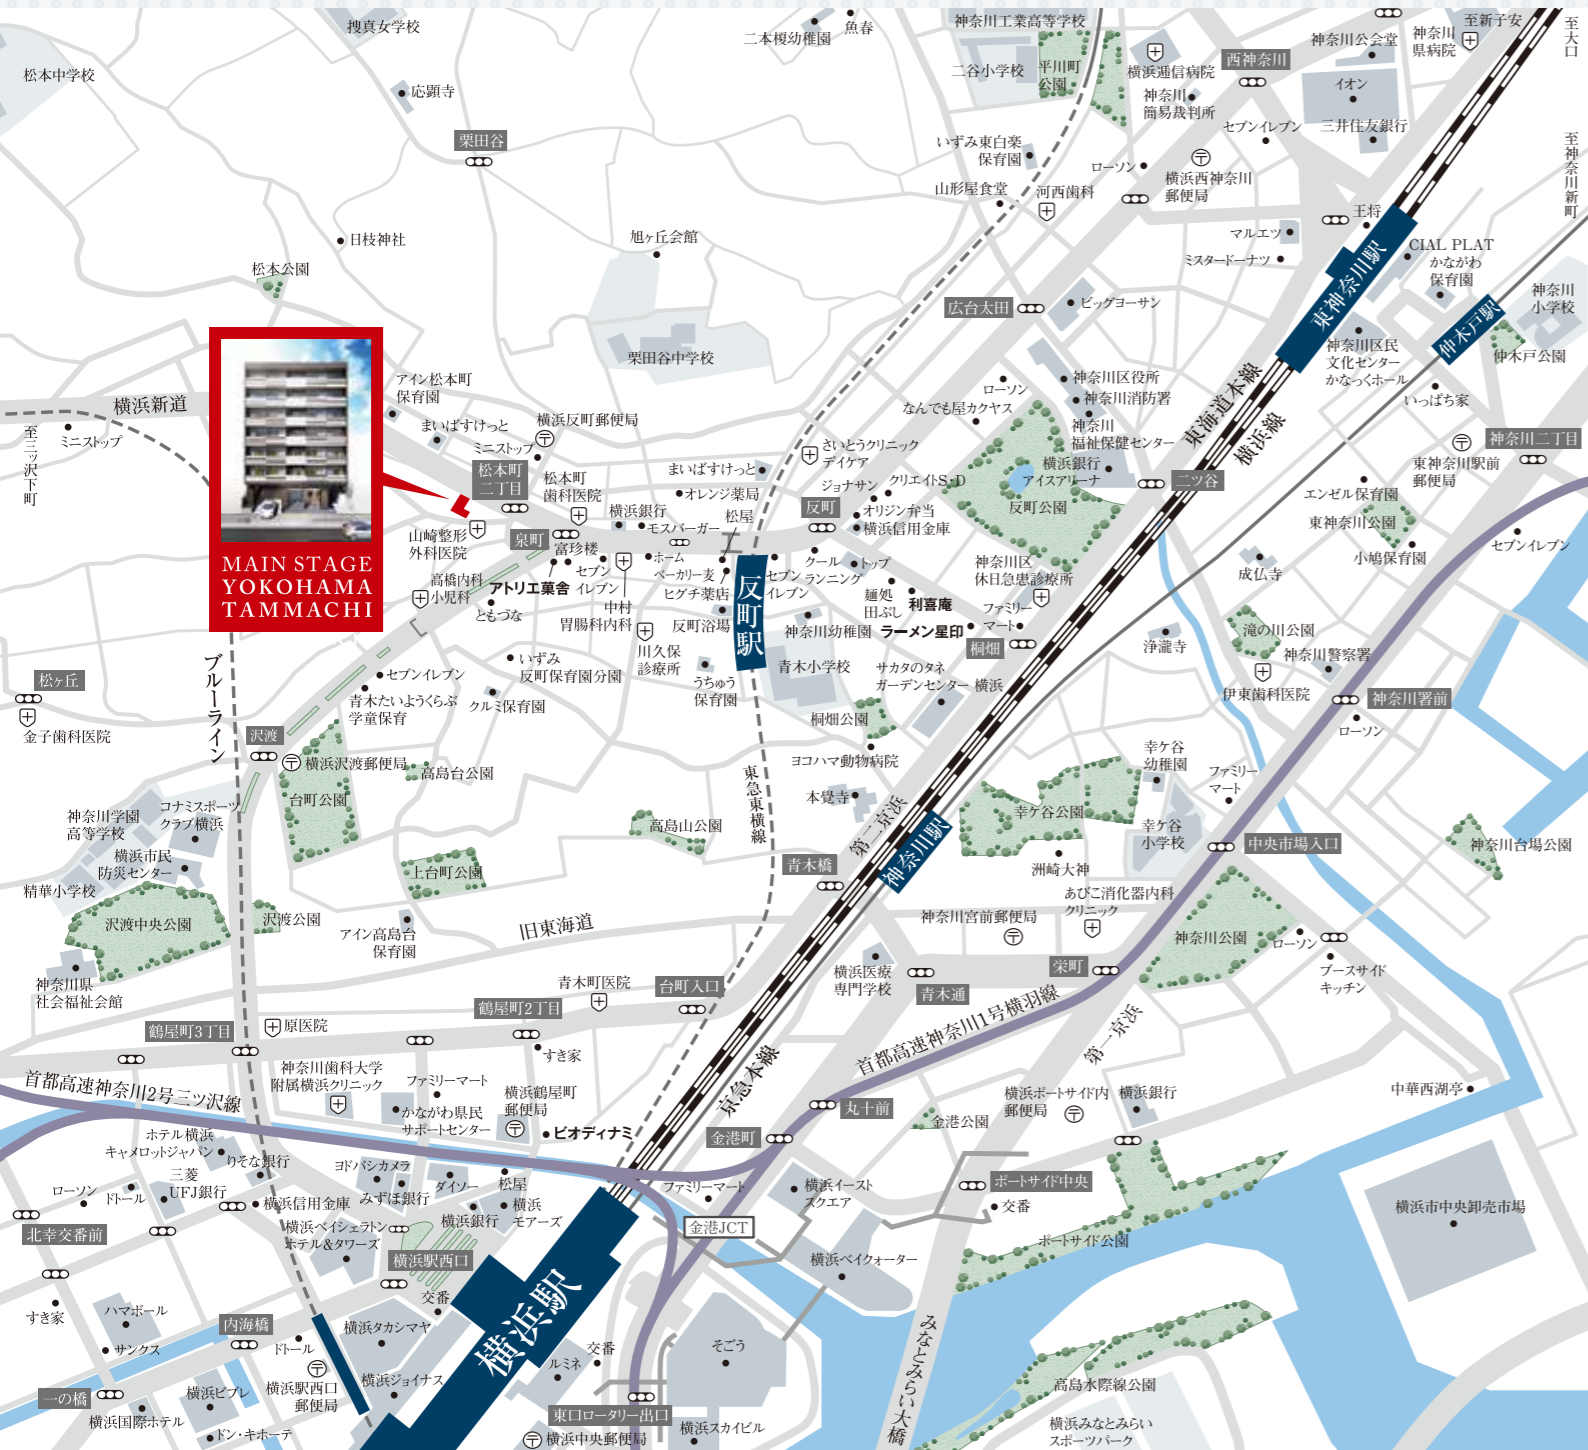 捜真女学校
松本中学校
応顕寺
栗田谷
二本榎幼稚園
魚春
神奈川工業高等学校
二谷小学校
平川町
公園
横浜逓信病院
神奈川
簡易裁判所
西神奈川
神奈川公会堂
神奈川
県病院
至新子安
至大口
イオン
三井住友銀行
セブンイレブン
いずみ東白楽
保育園
ローソン
横浜西神奈川
郵便局
山形屋食堂
河西歯科
至神奈川新町
王将
マルエツ
ミスタードーナツ
東神奈川駅
CIAL PLAT
かながわ
保育園
神奈川
小学校
仲木戸駅
仲木戸公園
日枝神社
松本公園
旭ヶ丘会館
広台太田
ビッグヨーサン
栗田谷中学校
神奈川区民
文化センター
かなっくホール
いっぱち家
アイン松本町
保育園
横浜新道
ミニストップ
至三ッ沢下町
まいばすけっと
ミニストップ
横浜反町郵便局
松本町
二丁目
松本町
歯科医院
ローソン
なんでも屋カクヤス
神奈川区役所
神奈川消防署
神奈川
福祉保健センター
横浜銀行
アイスアリーナ
反町公園
東海道本線
横浜線
二ツ谷
神奈川二丁目
東神奈川駅前
郵便局
エンゼル保育園
東神奈川公園
小鳩保育園
セブンイレブン
さいとうクリニック
デイケア
まいばすけっと
オレンジ薬局
ジョナサン
クリエイトS・D
反町
オリジン弁当
横浜信用金庫
横浜銀行
モスバーガー
松屋
山崎整形
外科医院
泉町
富珍楼
ホーム
ベーカリー麦
ヒグチ薬店
セブン
イレブン
クール
ランニング
トップ
神奈川区
休日急患診療所
成仏寺
高橋内科
小児科
アトリエ菓舎
セブン
イレブン
ともづな
中村
胃腸科内科
反町浴場
反町駅
神奈川幼稚園
麺処
田ぶし
利喜庵
ラーメン星印
ファミリー
マート
桐畑
浄瀧寺
滝の川公園
神奈川警察署
伊東歯科医院
MAIN STAGE
YOKOHAMA
TAMMACHI
ブルーライン
松ヶ丘
金子歯科医院
セブンイレブン
青木たいようくらぶ
学童保育
いずみ
反町保育園分園
クルミ保育園
川久保
診療所
うちゅう
保育園
青木小学校
サカタのタネ
ガーデンセンター 横浜
桐畑公園
ヨコハマ動物病院
神奈川署前
ローソン
沢渡
横浜沢渡郵便局
台町公園
高島台公園
高島山公園
東急東横線
本覺寺
第二京浜
神奈川駅
幸ケ谷
幼稚園
ファミリー
マート
幸ケ谷公園
幸ケ谷
小学校
中央市場入口
神奈川台場公園
神奈川学園
高等学校
コナミスポーツ
クラブ横浜
横浜市民
防災センター
精華小学校
沢渡中央公園
沢渡公園
上台町公園
アイン高島台
保育園
青木橋
洲崎大神
あびこ消化器内科
クリニック
神奈川宮前郵便局
神奈川公園
ローソン
ブースサイド
キッチン
旧東海道
神奈川県
社会福祉会館
青木町医院
台町入口
横浜医療
専門学校
青木通
栄町
鶴屋町3丁目
原医院
鶴屋町2丁目
すき家
首都高速神奈川1号横羽線
第一京浜
首都高速神奈川2号三ツ沢線
神奈川歯科大学
附属横浜クリニック
ファミリーマート
かながわ県民
サポートセンター
横浜鶴屋町
郵便局
ビオディナミ
京急本線
丸十前
金港町
金港公園
横浜ポートサイド内
郵便局
横浜銀行
中華西湖亭
ホテル横浜
キャメロットジャパン
りそな銀行
三菱
UFJ銀行
ヨドバシカメラ
みずほ銀行
ダイソー
松屋
横浜
モアーズ
横浜銀行
ファミリーマート
横浜イースト
スクエア
ポートサイド中央
交番
横浜市中央卸売市場
ローソン
ドトール
横浜信用金庫
横浜ベイシェラトン
ホテル&タワーズ
北幸交番前
金港JCT
横浜ベイクォーター
ポートサイド公園
横浜駅西口
交番
横浜駅
すき家
ハマボール
サンクス
内海橋
ドトール
横浜タカシマヤ
横浜ジョイナス
横浜駅西口
郵便局
一の橋
横浜ビブレ
横浜国際ホテル
ドン・キホーテ
ルミネ
交番
そごう
みなとみらい大橋
東口ロータリー出口
横浜中央郵便局
横浜スカイビル
高島水際線公園
横浜みなとみらい
スポーツパーク